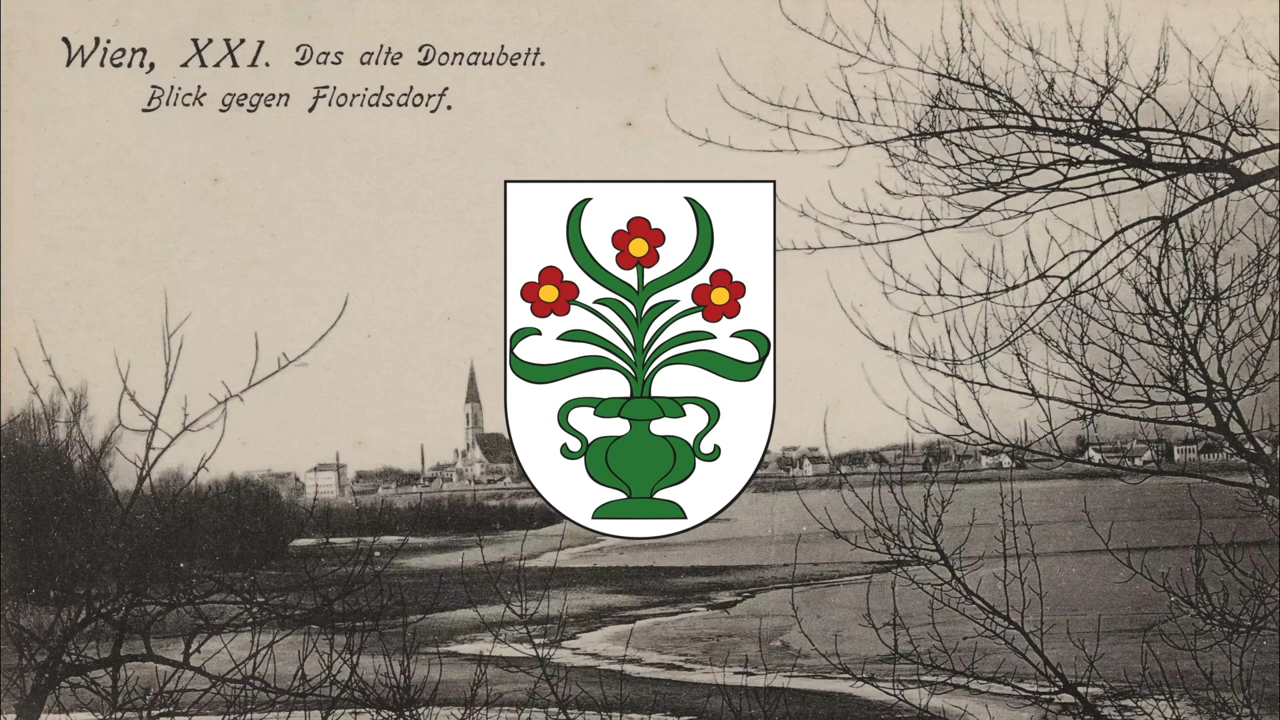 Wien, XXI. Das alte Donaubett.
Blick gegen Floridsdorf.